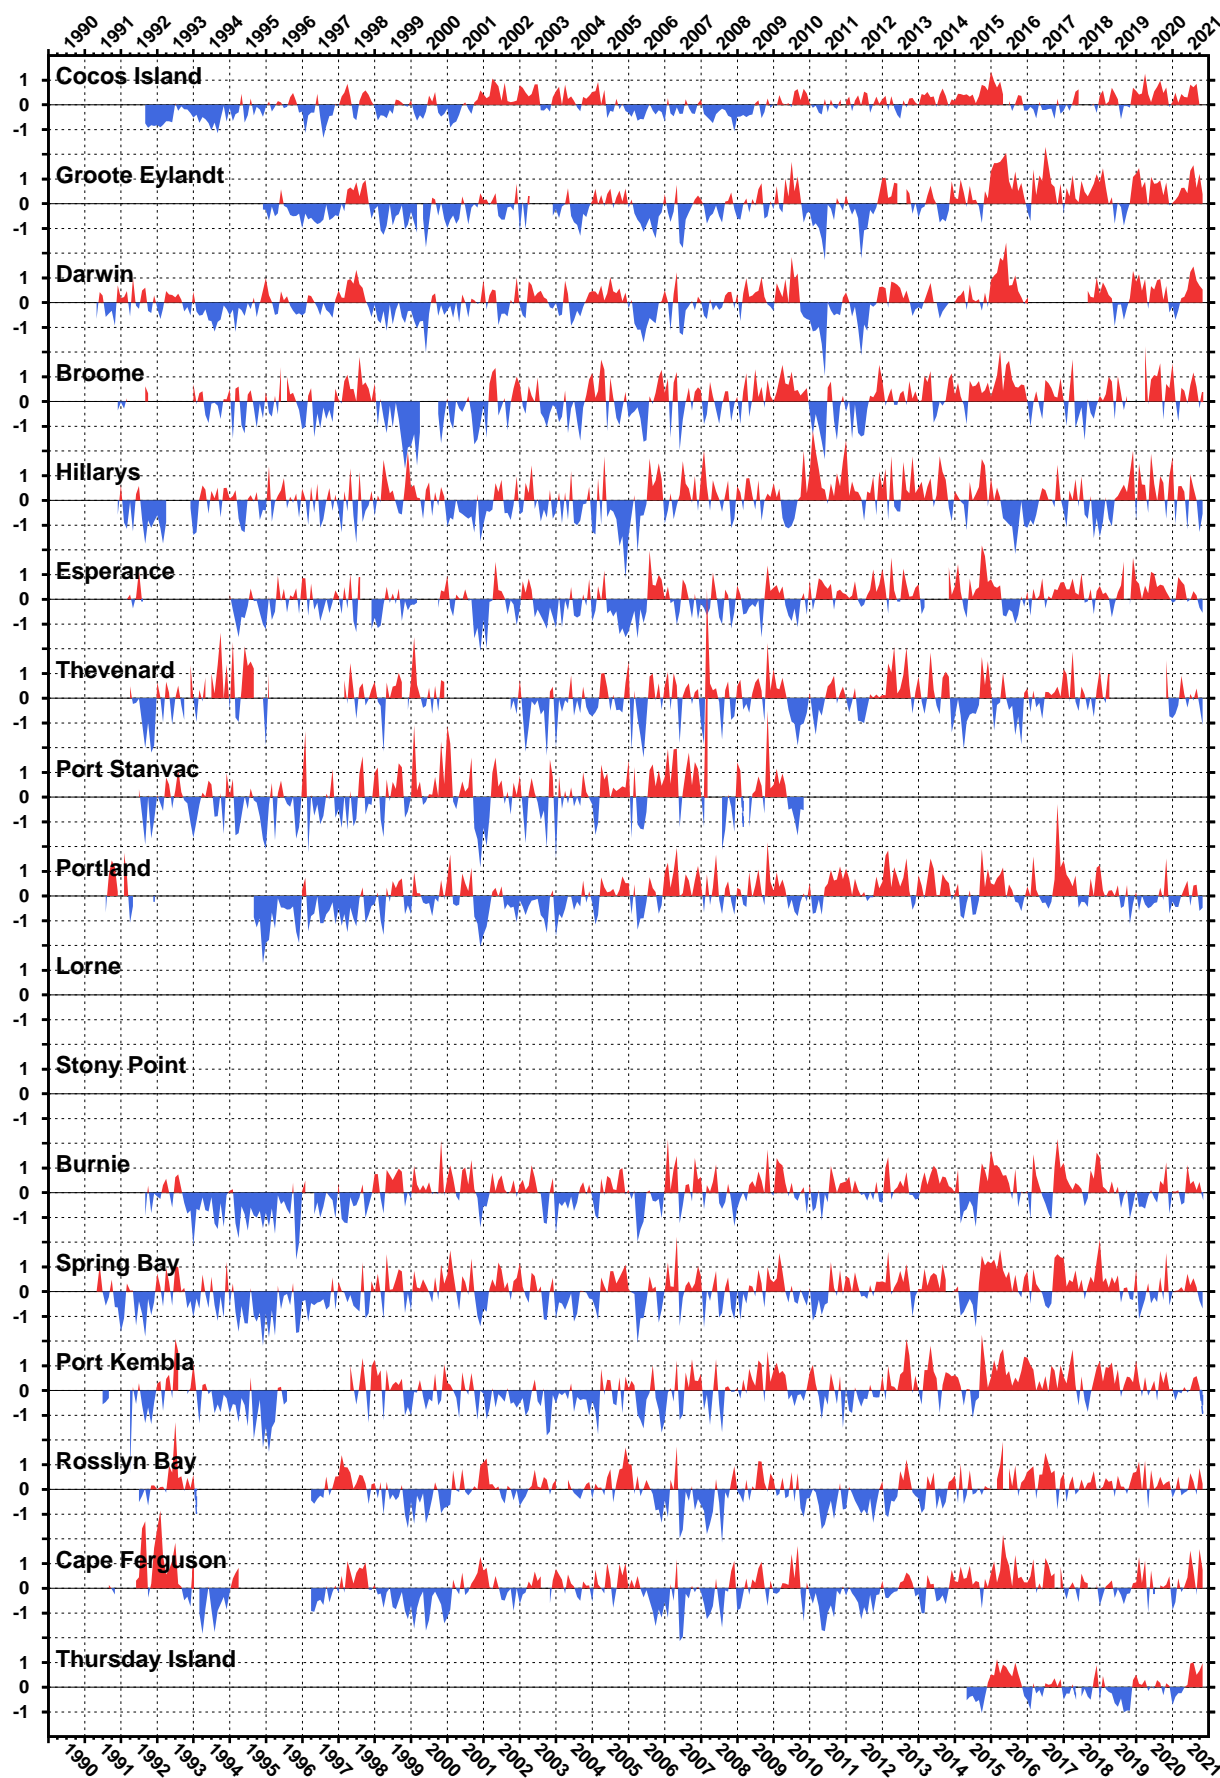 1990 1991 1992 1993 1994 1995 1996 1997 1998 1999 2000 2001 2002 2003 2004 2005 2006 2007 2008 2009 2010 2011 2012 2013 2014 2015 2016 2017 2018 2019 2020 2021
Cocos Island
1
0
-1
Groote Eylandt
1
0
-1
Darwin
1
0
-1
Broome
1
0
-1
Hillarys
1
0
-1
Esperance
1
0
-1
Thevenard
1
0
-1
Port Stanvac
1
0
-1
Portland
1
0
-1
Lorne
1
0
-1
Stony Point
1
0
-1
Burnie
1
0
-1
Spring Bay
1
0
-1
Port Kembla
1
0
-1
Rosslyn Bay
1
0
-1
Cape Ferguson
1
0
-1
Thursday Island
1
0
-1
1990 1991 1992 1993 1994 1995 1996 1997 1998 1999 2000 2001 2002 2003 2004 2005 2006 2007 2008 2009 2010 2011 2012 2013 2014 2015 2016 2017 2018 2019 2020 2021